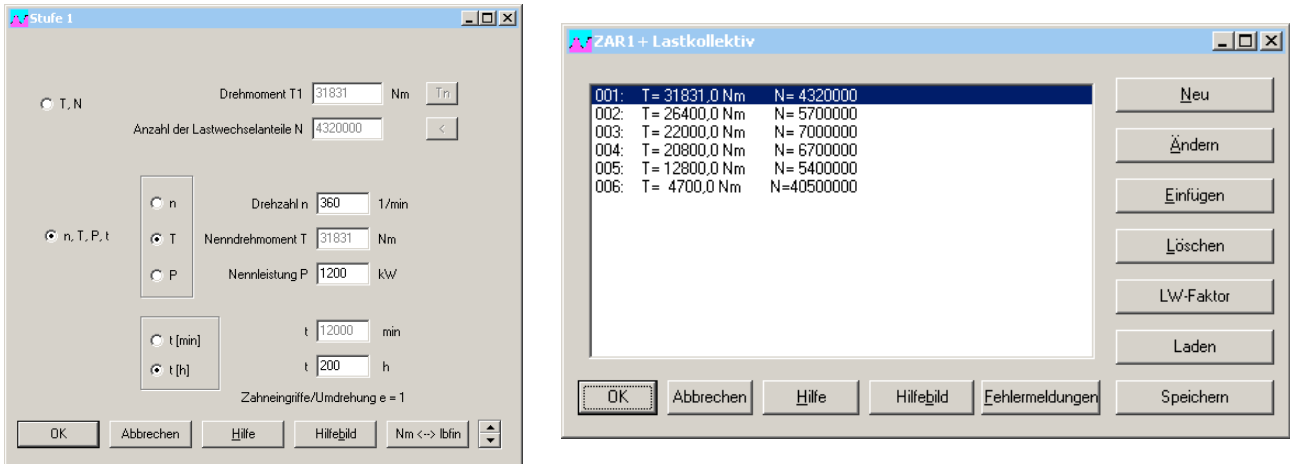 Stufe 1
T, N
Drehmoment T1 31831 Nm Tn
Anzahl der Lastwechselanteile N 4320000 <
n, T, P, t
n
T
P
Drehzahl n 360 1/min
Nenndrehmoment T 31831 Nm
Nennleistung P 1200 kW
t [min]
t [h]
t 12000 min
t 200 h
Zahneingriffe/Umdrehung e = 1
OK Abbrechen Hilfe Hilfebild Nm <--> lbfin
ZAR1+ Lastkollektiv
001: T= 31831,0 Nm N= 4320000
002: T= 26400,0 Nm N= 5700000
003: T= 22000,0 Nm N= 7000000
004: T= 20800,0 Nm N= 6700000
005: T= 12800,0 Nm N= 5400000
006: T= 4700,0 Nm N=40500000
Neu
Ändern
Einfügen
Löschen
LW-Faktor
Laden
Speichern
OK Abbrechen Hilfe Hilfebild Fehlermeldungen